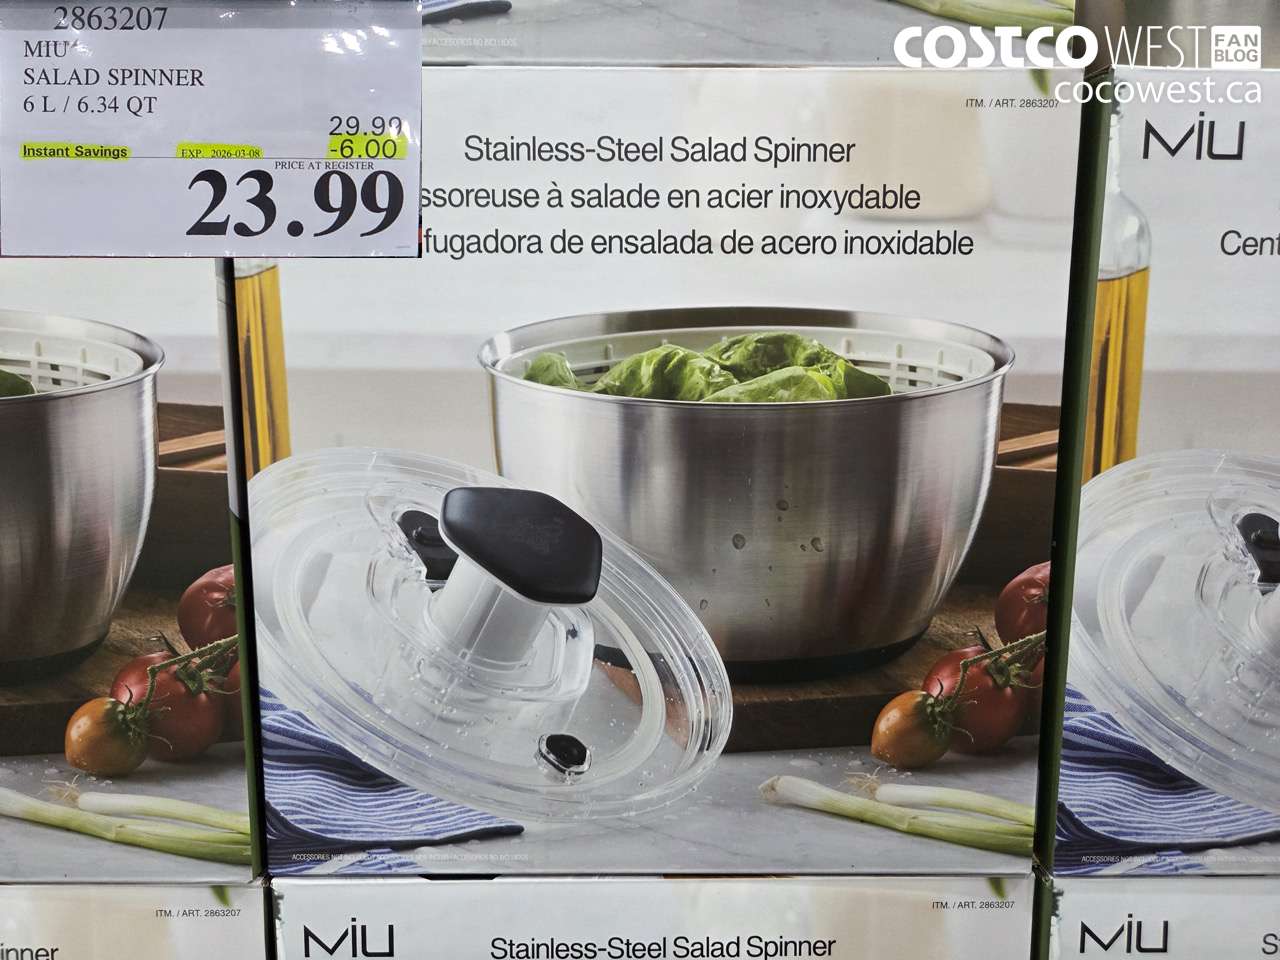 2863207
MIU
SALAD SPINNER
6 L / 6.34 QT
29.99
Instant Savings EXP. 2026-03-08 -6.00
PRICE AT REGISTER
23.99
COSTCO WEST FAN BLOG
cocowest.ca
ITM. / ART. 2863207
Stainless-Steel Salad Spinner
ssoreuse à salade en acier inoxydable
fugadora de ensalada de acero inoxidable
MIU
Cent
ITM. / ART. 2863207
inner
MIU
Stainless-Steel Salad Spinner
ITM. / ART. 2863207
MIU
S